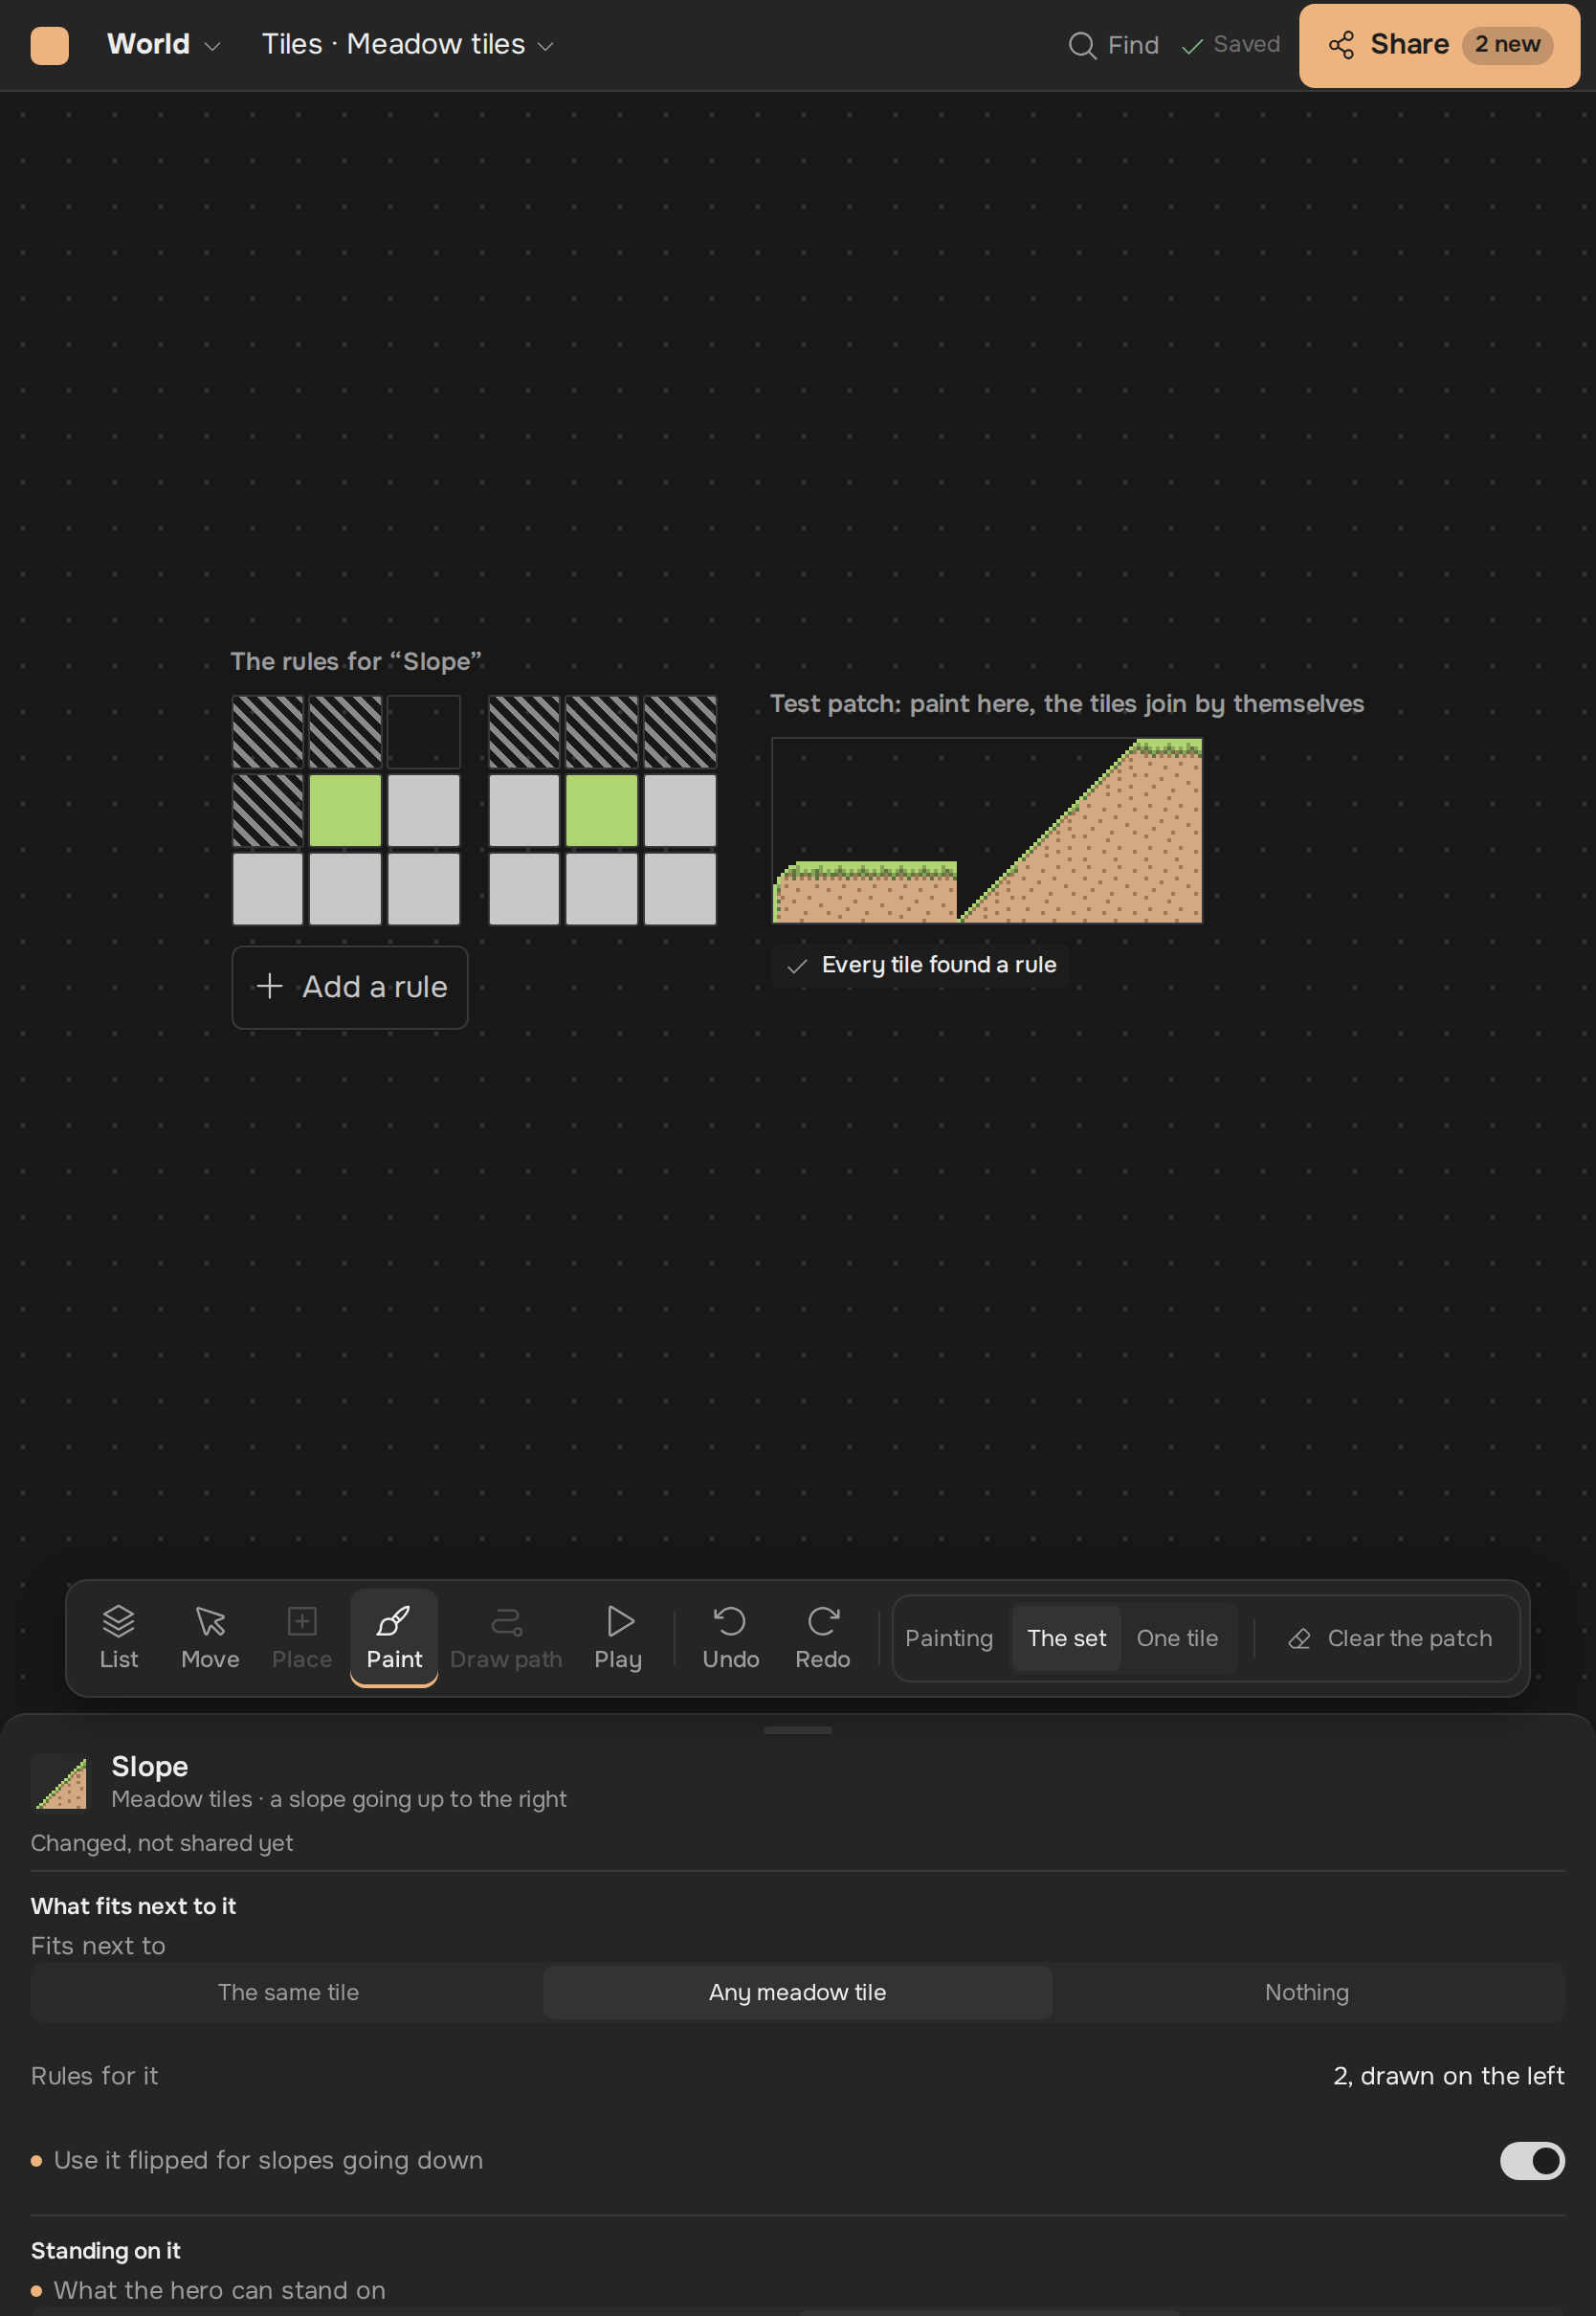 World
Tiles · Meadow tiles
Find
Saved
Share
2 new
The rules for “Slope”
Test patch: paint here, the tiles join by themselves
Every tile found a rule
Add a rule
List
Move
Place
Paint
Draw path
Play
Undo
Redo
Painting
The set
One tile
Clear the patch
Slope
Meadow tiles · a slope going up to the right
Changed, not shared yet
What fits next to it
Fits next to
The same tile
Any meadow tile
Nothing
Rules for it
2, drawn on the left
Use it flipped for slopes going down
Standing on it
What the hero can stand on